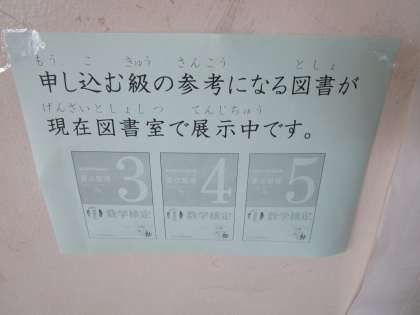 もう こ きゅう さんこう としょ
申し込む級の参考になる図書が
げんざいとしょしつ てんじちゅう
現在図書室で展示中です。
3 4 5
数学検定 数学検定 数学検定